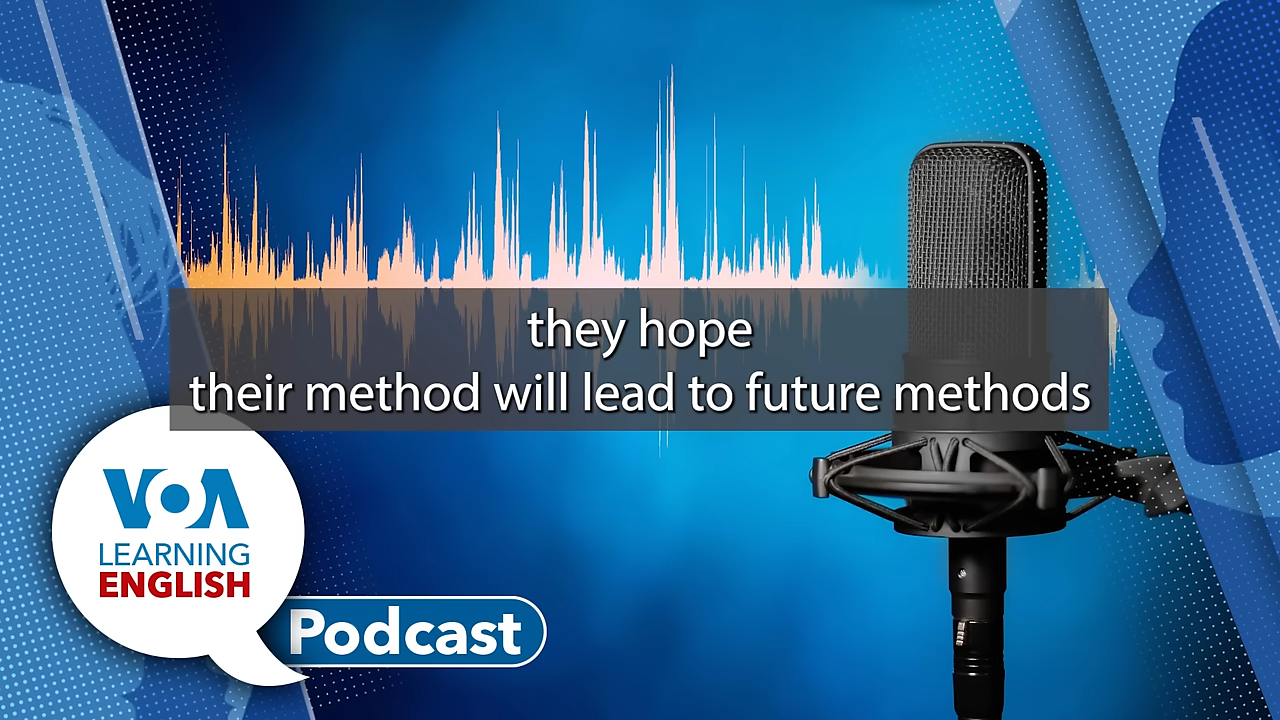 they hope
their method will lead to future methods
VOA
LEARNING
ENGLISH
Podcast